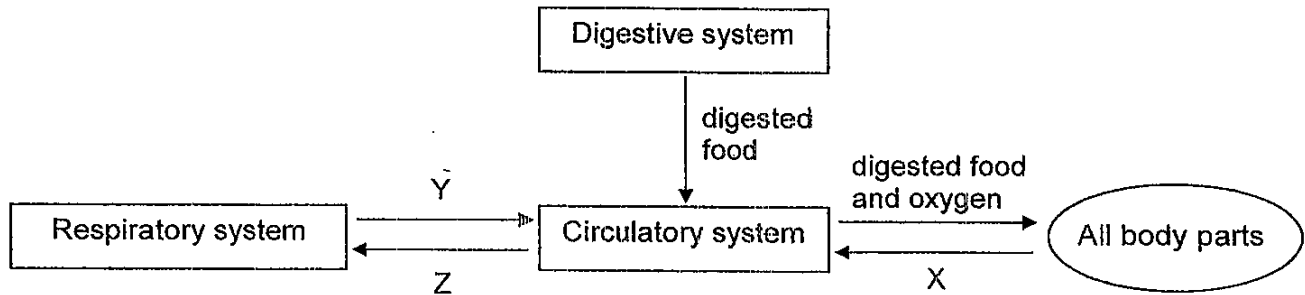 Digestive system
digested
food
digested food
and oxygen
Y
Respiratory system
Circulatory system
All body parts
Z
X